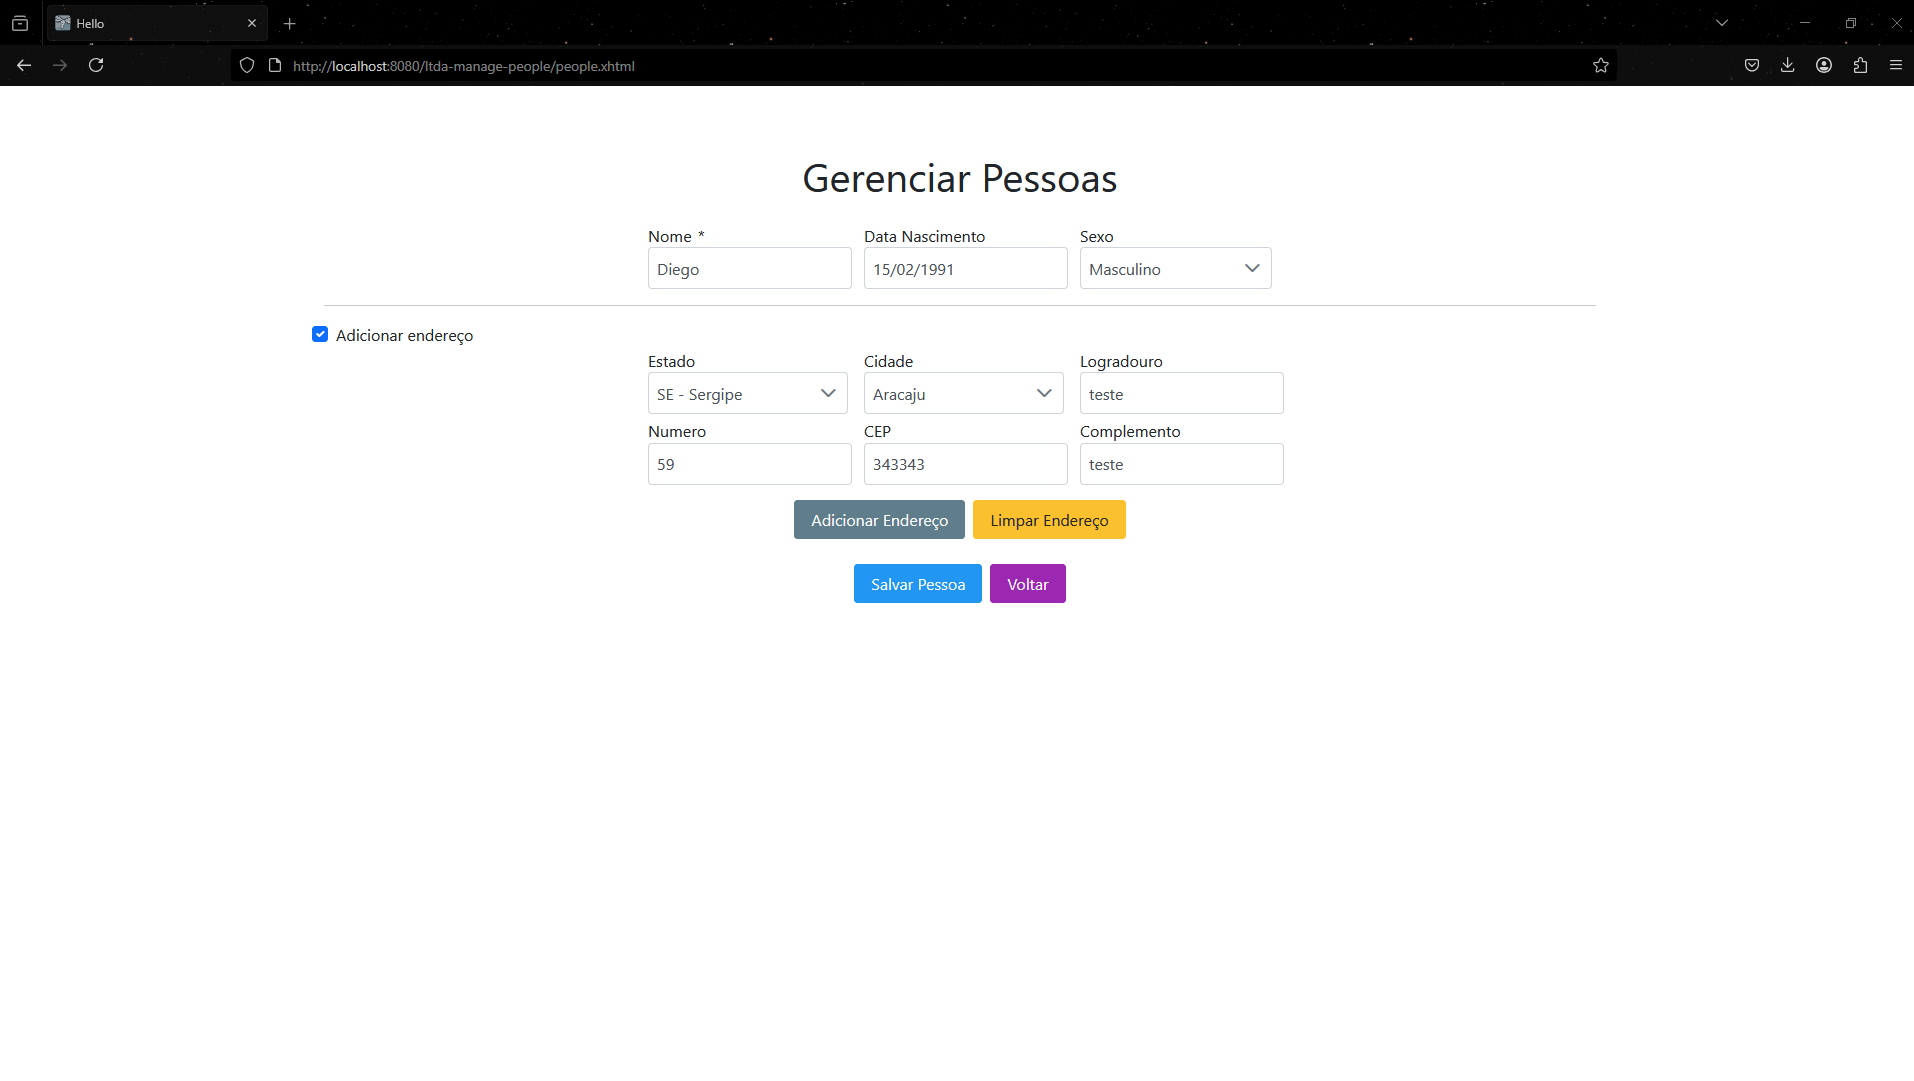 Hello
http://localhost:8080/ltda-manage-people/people.xhtml
Gerenciar Pessoas
Nome * Data Nascimento Sexo
Diego 15/02/1991 Masculino
Adicionar endereço
Estado Cidade Logradouro
SE - Sergipe Aracaju teste
Numero CEP Complemento
59 343343 teste
Adicionar Endereço Limpar Endereço
Salvar Pessoa Voltar